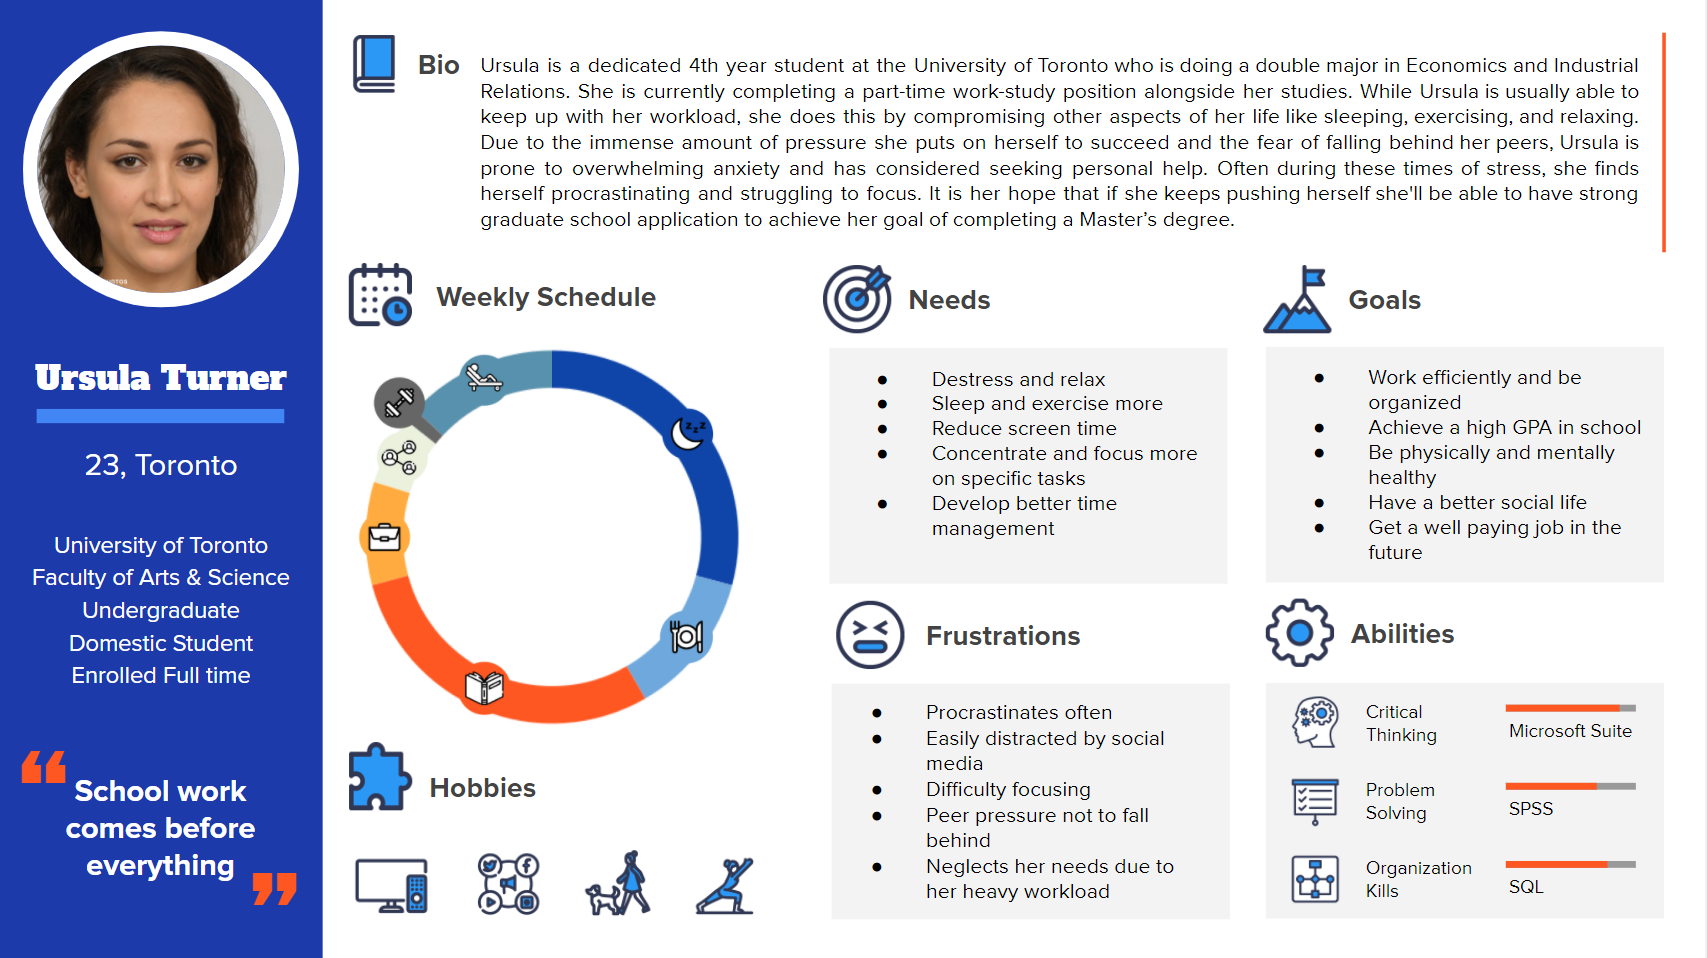 Bio
Ursula is a dedicated 4th year student at the University of Toronto who is doing a double major in Economics and Industrial
Relations. She is currently completing a part-time work-study position alongside her studies. While Ursula is usually able to
keep up with her workload, she does this by compromising other aspects of her life like sleeping, exercising, and relaxing.
Due to the immense amount of pressure she puts on herself to succeed and the fear of falling behind her peers, Ursula is
prone to overwhelming anxiety and has considered seeking personal help. Often during these times of stress, she finds
herself procrastinating and struggling to focus. It is her hope that if she keeps pushing herself she'll be able to have strong
graduate school application to achieve her goal of completing a Master’s degree.
Ursula Turner
23, Toronto
University of Toronto
Faculty of Arts & Science
Undergraduate
Domestic Student
Enrolled Full time
“School work
comes before
everything”
Weekly Schedule
zzz
Hobbies
Needs
● Destress and relax
● Sleep and exercise more
● Reduce screen time
● Concentrate and focus more
on specific tasks
● Develop better time
management
Goals
● Work efficiently and be
organized
● Achieve a high GPA in school
● Be physically and mentally
healthy
● Have a better social life
● Get a well paying job in the
future
Frustrations
● Procrastinates often
● Easily distracted by social
media
● Difficulty focusing
● Peer pressure not to fall
behind
● Neglects her needs due to
her heavy workload
Abilities
Critical
Thinking
Microsoft Suite
Problem
Solving
SPSS
Organization
Kills
SQL